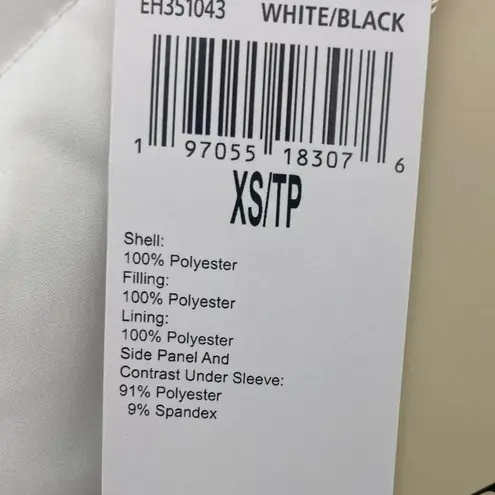 EH351043 WHITE/BLACK
1 97055 18307 6
XS/TP
Shell:
100% Polyester
Filling:
100% Polyester
Lining:
100% Polyester
Side Panel And
Contrast Under Sleeve:
91% Polyester
9% Spandex